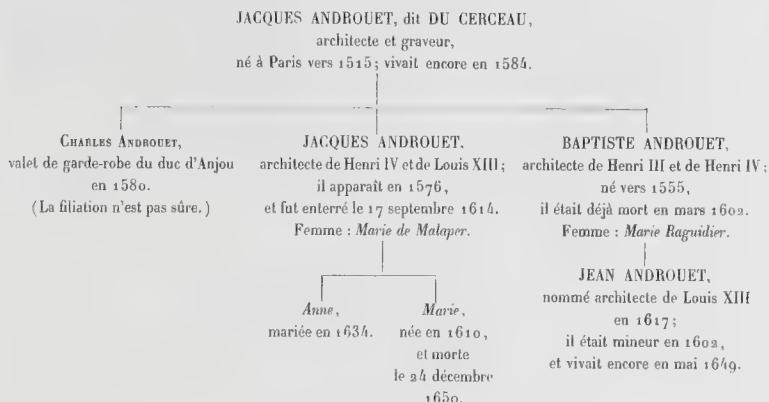 JACQUES ANDROUET, dit DU CERCEAU,
architecte et graveur,
né à Paris vers 1515; vivait encore en 1584.
CHARLES ANDROUET,
valet de garde-robe du duc d'Anjou
en 1580.
(La filiation n'est pas sûre.)
JACQUES ANDROUET.
architecte de Henri IV et de Louis XIII;
il apparaît en 1576,
et fut enterré le 17 septembre 1614.
Femme : Marie de Malaper.
BAPTISTE ANDROUET,
architecte de Henri III et de Henri IV;
né vers 1555,
il était déjà mort en mars 1602.
Femme : Marie Raguidier.
Anne,
mariée en 1634.
Marie,
née en 1610,
et morte
le 24 décembre
1650.
JEAN ANDROUET,
nommé architecte de Louis XIII
en 1617;
il était mineur en 1602,
et vivait encore en mai 1649.